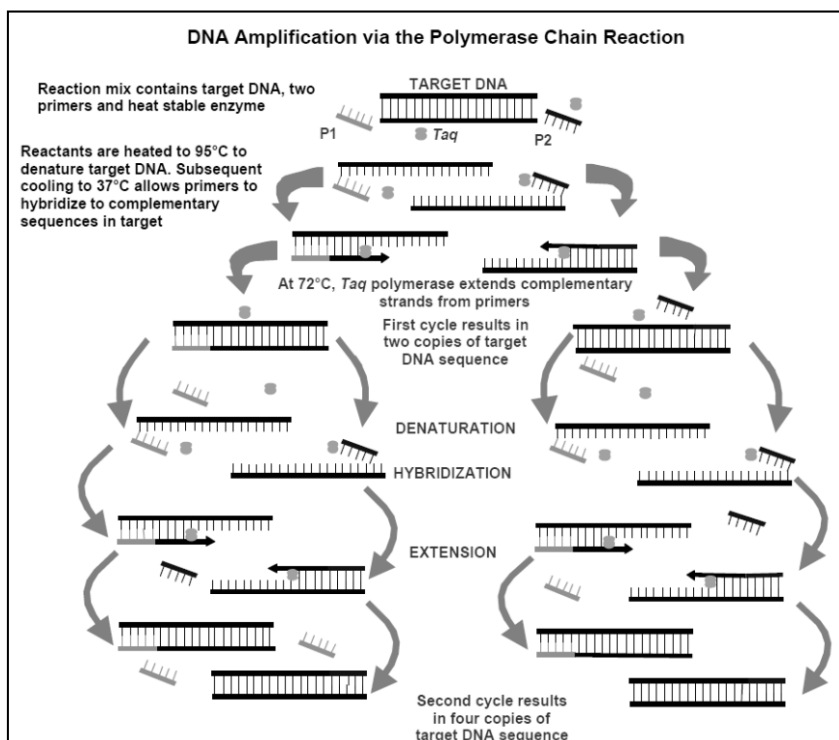 DNA Amplification via the Polymerase Chain Reaction
Reaction mix contains target DNA, two
primers and heat stable enzyme
TARGET DNA
P1
Taq
P2
Reactants are heated to 95°C to
denature target DNA. Subsequent
cooling to 37°C allows primers to
hybridize to complementary
sequences in target
At 72°C, Taq polymerase extends complementary
strands from primers
First cycle results in
two copies of target
DNA sequence
DENATURATION
HYBRIDIZATION
EXTENSION
Second cycle results
in four copies of
target DNA sequence